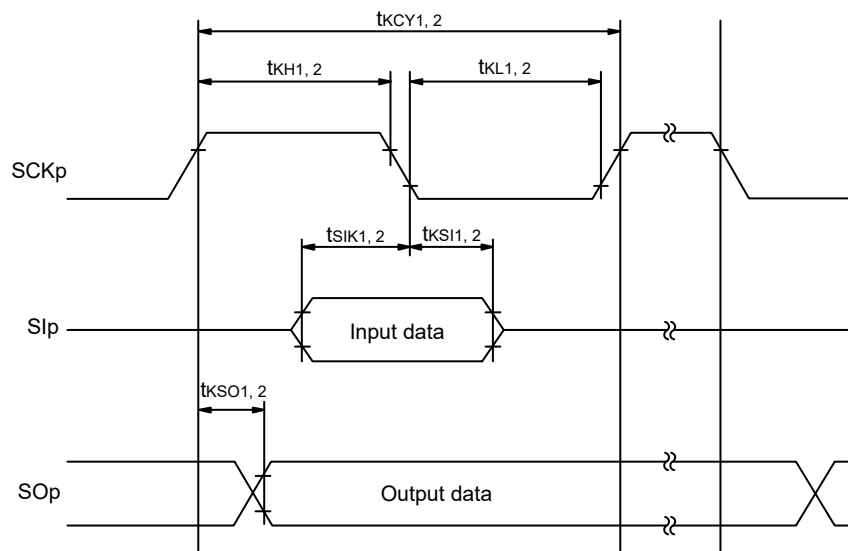 tKCY1, 2
tKH1, 2
tKL1, 2
SCKp
tSIK1, 2
tKSI1, 2
SIp
Input data
tKSO1, 2
SOp
Output data